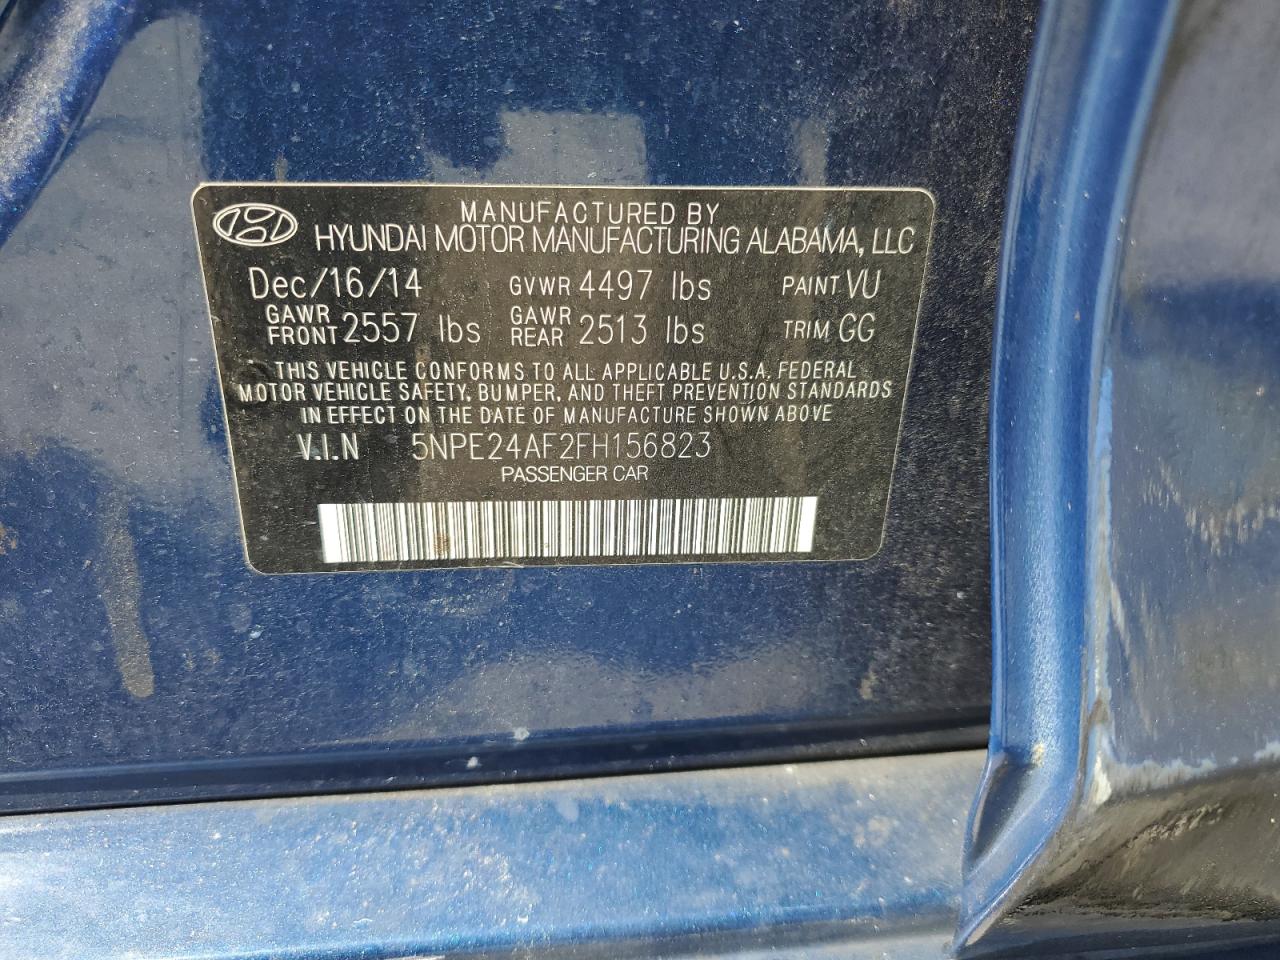 MANUFACTURED BY
HYUNDAI MOTOR MANUFACTURING ALABAMA, LLC
Dec/16/14 GVWR 4497 lbs PAINT VU
GAWR FRONT 2557 lbs GAWR REAR 2513 lbs TRIM GG
THIS VEHICLE CONFORMS TO ALL APPLICABLE U.S.A. FEDERAL
MOTOR VEHICLE SAFETY, BUMPER, AND THEFT PREVENTION STANDARDS
IN EFFECT ON THE DATE OF MANUFACTURE SHOWN ABOVE
V.I.N 5NPE24AF2FH156823
PASSENGER CAR